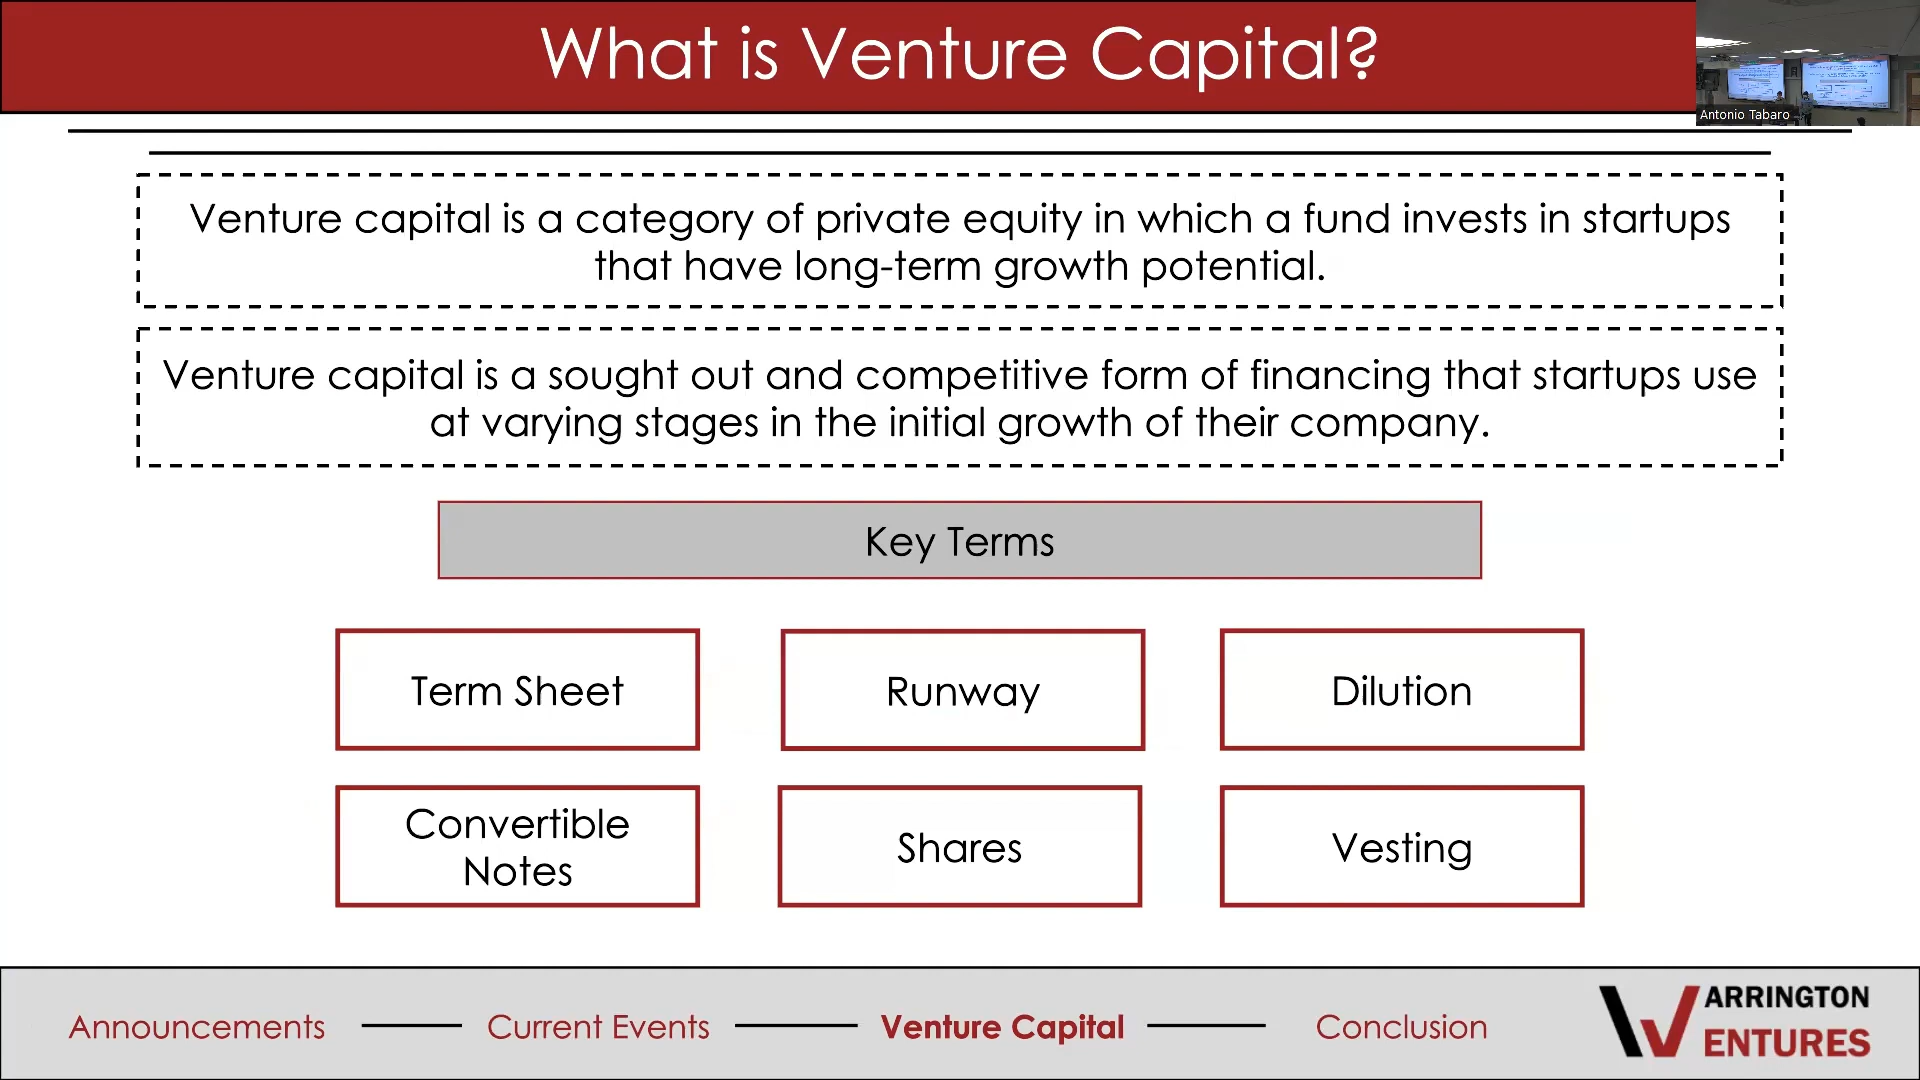 What is Venture Capital?
Antonio Tabaro
Venture capital is a category of private equity in which a fund invests in startups
that have long-term growth potential.
Venture capital is a sought out and competitive form of financing that startups use
at varying stages in the initial growth of their company.
Key Terms
Term Sheet
Runway
Dilution
Convertible
Notes
Shares
Vesting
Announcements
Current Events
Venture Capital
Conclusion
WARRINGTON
VENTURES